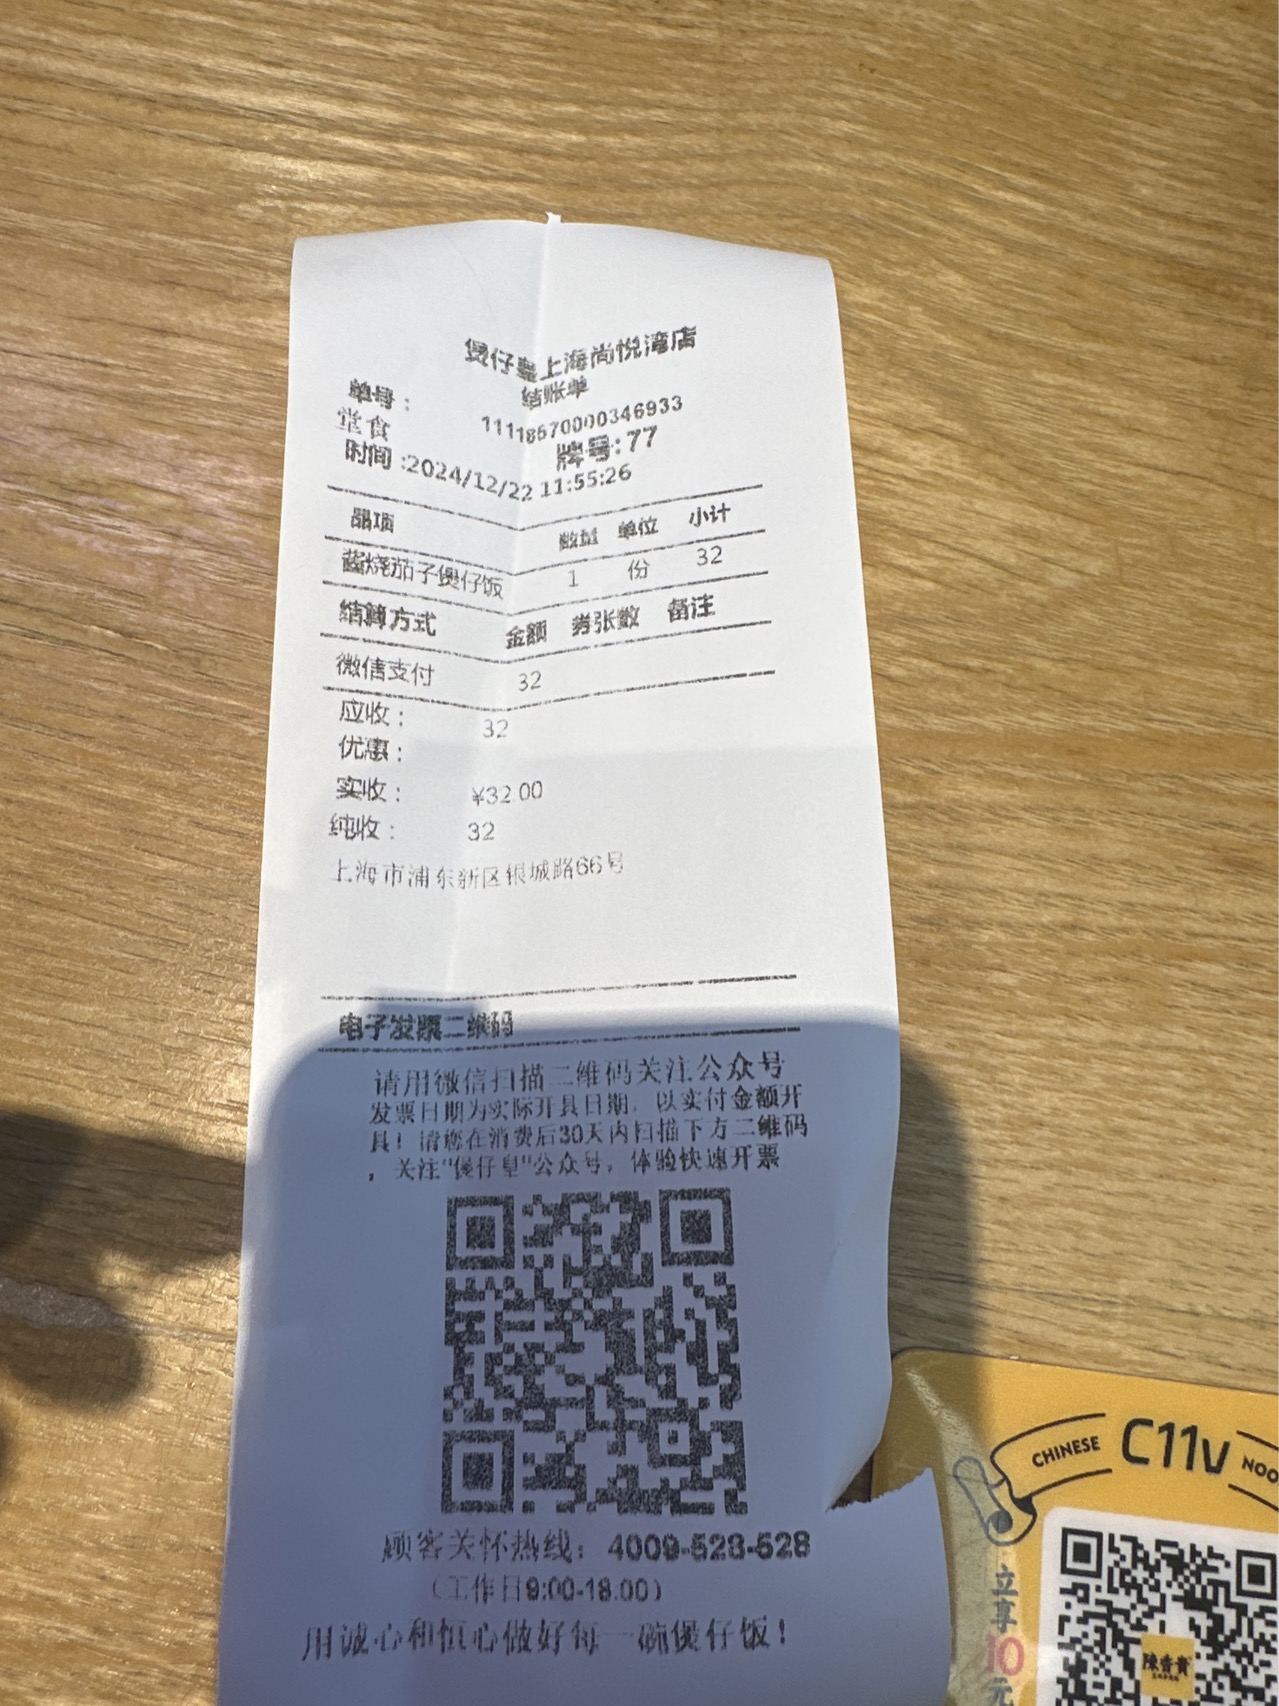 煲仔皇上海尚悦湾店
结账单
单号： 11118570000346933
堂食 牌号:77
时间:2024/12/22 11:55:26
品项 数量 单位 小计
酱烧茄子煲仔饭 1 份 32
结算方式 金额 券张数 备注
微信支付 32
应收： 32
优惠：
实收： ¥32.00
纯收： 32
上海市浦东新区银城路66号
电子发票二维码
请用微信扫描二维码关注公众号
发票日期为实际开具日期，以实付金额开
具！请您在消费后30天内扫描下方二维码
，关注"煲仔皇"公众号，体验快速开票
顾客关怀热线：4009-528-528
（工作日9:00-18:00）
用诚心和恒心做好每一碗煲仔饭！
CHINESE C11v NOO
立享10元
陳香貴